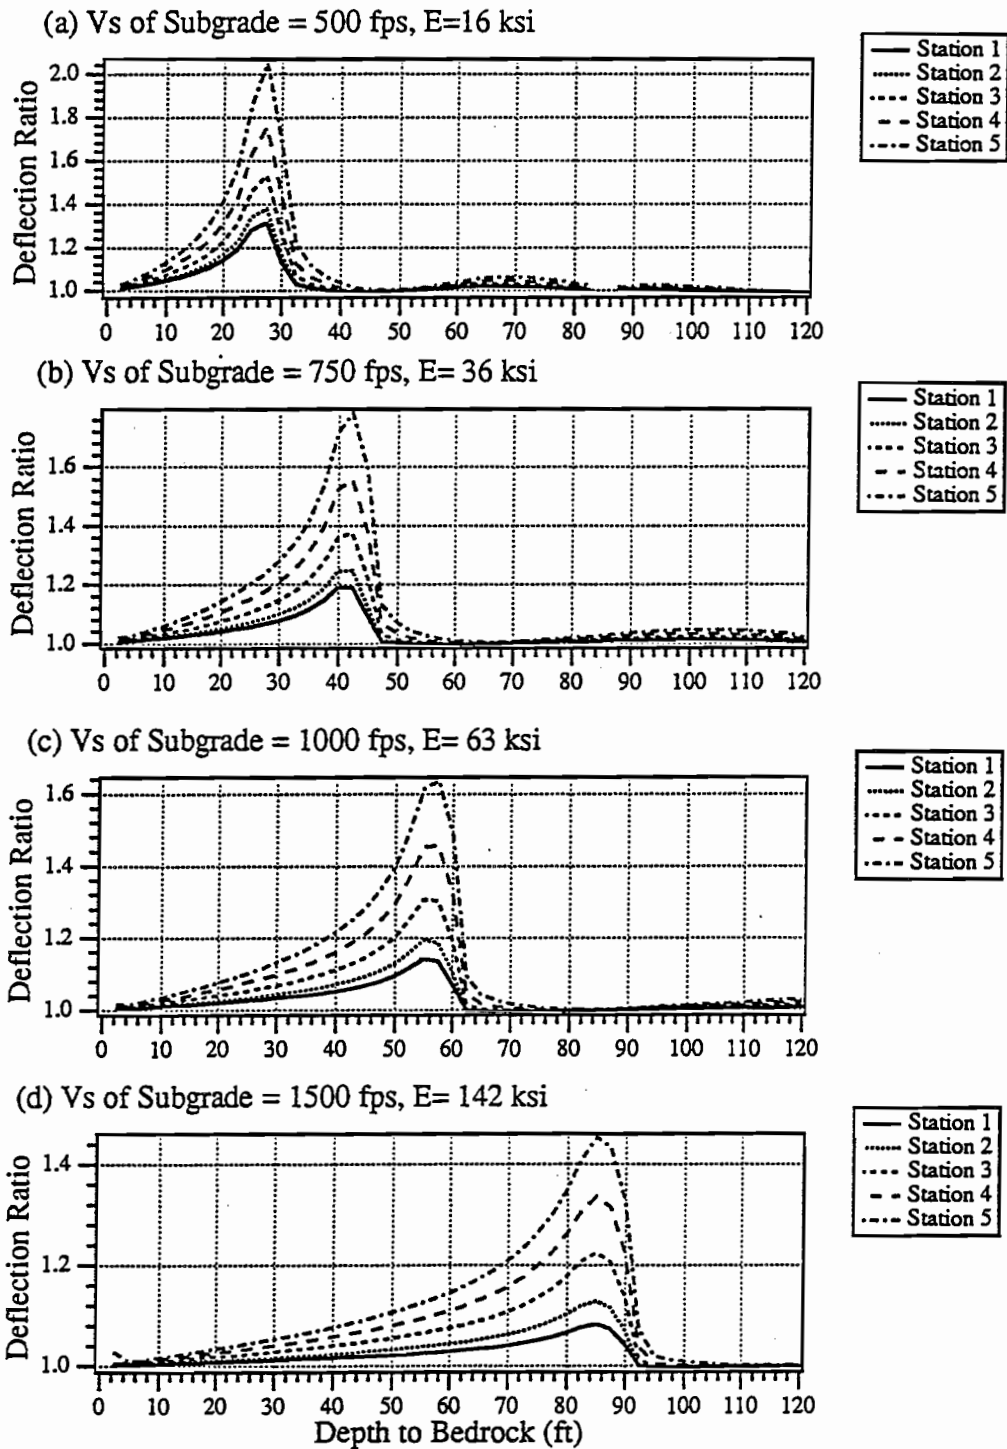 (a) Vs of Subgrade = 500 fps, E=16 ksi
Deflection Ratio
2.0
1.8
1.6
1.4
1.2
1.0
0 10 20 30 40 50 60 70 80 90 100 110 120
Station 1
Station 2
Station 3
Station 4
Station 5
(b) Vs of Subgrade = 750 fps, E= 36 ksi
Deflection Ratio
1.6
1.4
1.2
1.0
0 10 20 30 40 50 60 70 80 90 100 110 120
Station 1
Station 2
Station 3
Station 4
Station 5
(c) Vs of Subgrade = 1000 fps, E= 63 ksi
Deflection Ratio
1.6
1.4
1.2
1.0
0 10 20 30 40 50 60 70 80 90 100 110 120
Station 1
Station 2
Station 3
Station 4
Station 5
(d) Vs of Subgrade = 1500 fps, E= 142 ksi
Deflection Ratio
1.4
1.2
1.0
0 10 20 30 40 50 60 70 80 90 100 110 120
Depth to Bedrock (ft)
Station 1
Station 2
Station 3
Station 4
Station 5